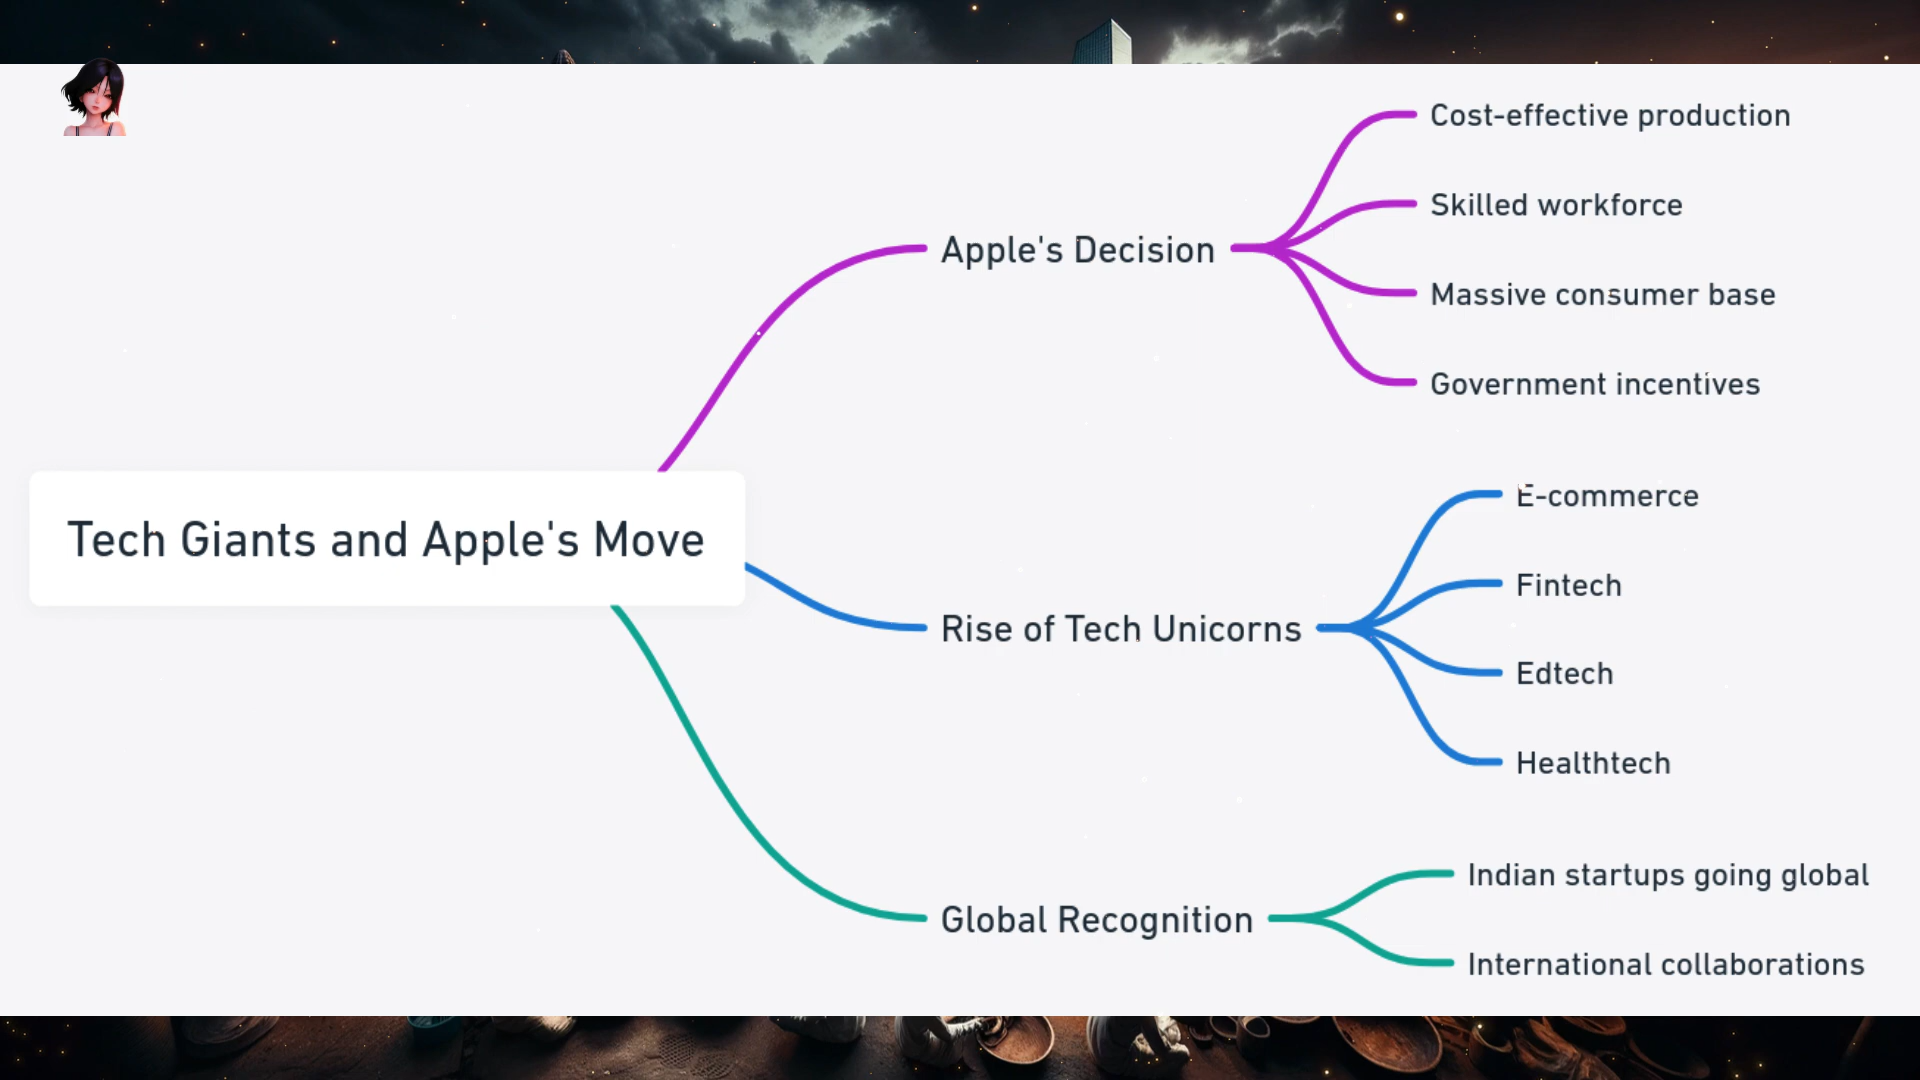 Tech Giants and Apple's Move
Apple's Decision
Cost-effective production
Skilled workforce
Massive consumer base
Government incentives
Rise of Tech Unicorns
E-commerce
Fintech
Edtech
Healthtech
Global Recognition
Indian startups going global
International collaborations